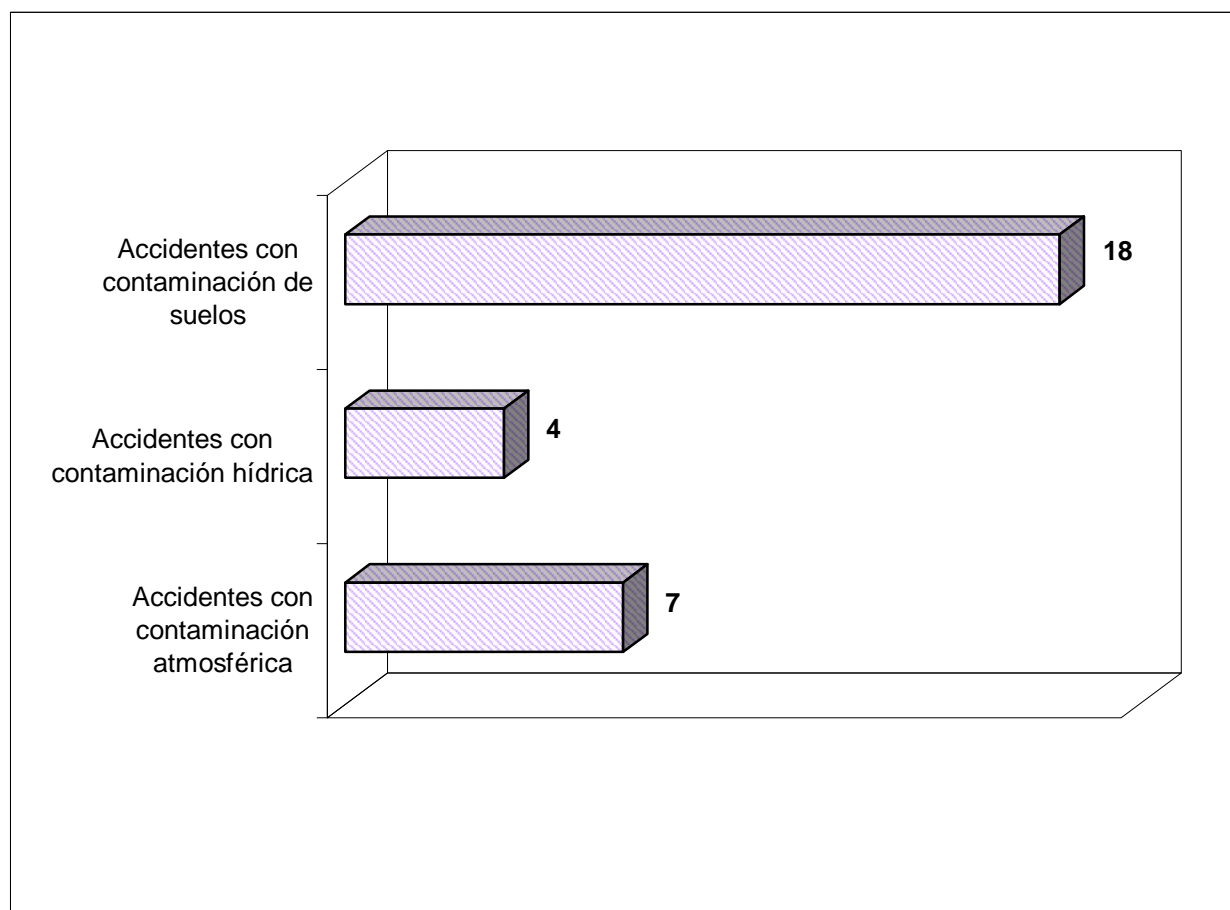 Accidentes con
contaminación de
suelos
18
Accidentes con
contaminación hídrica
4
Accidentes con
contaminación
atmosférica
7